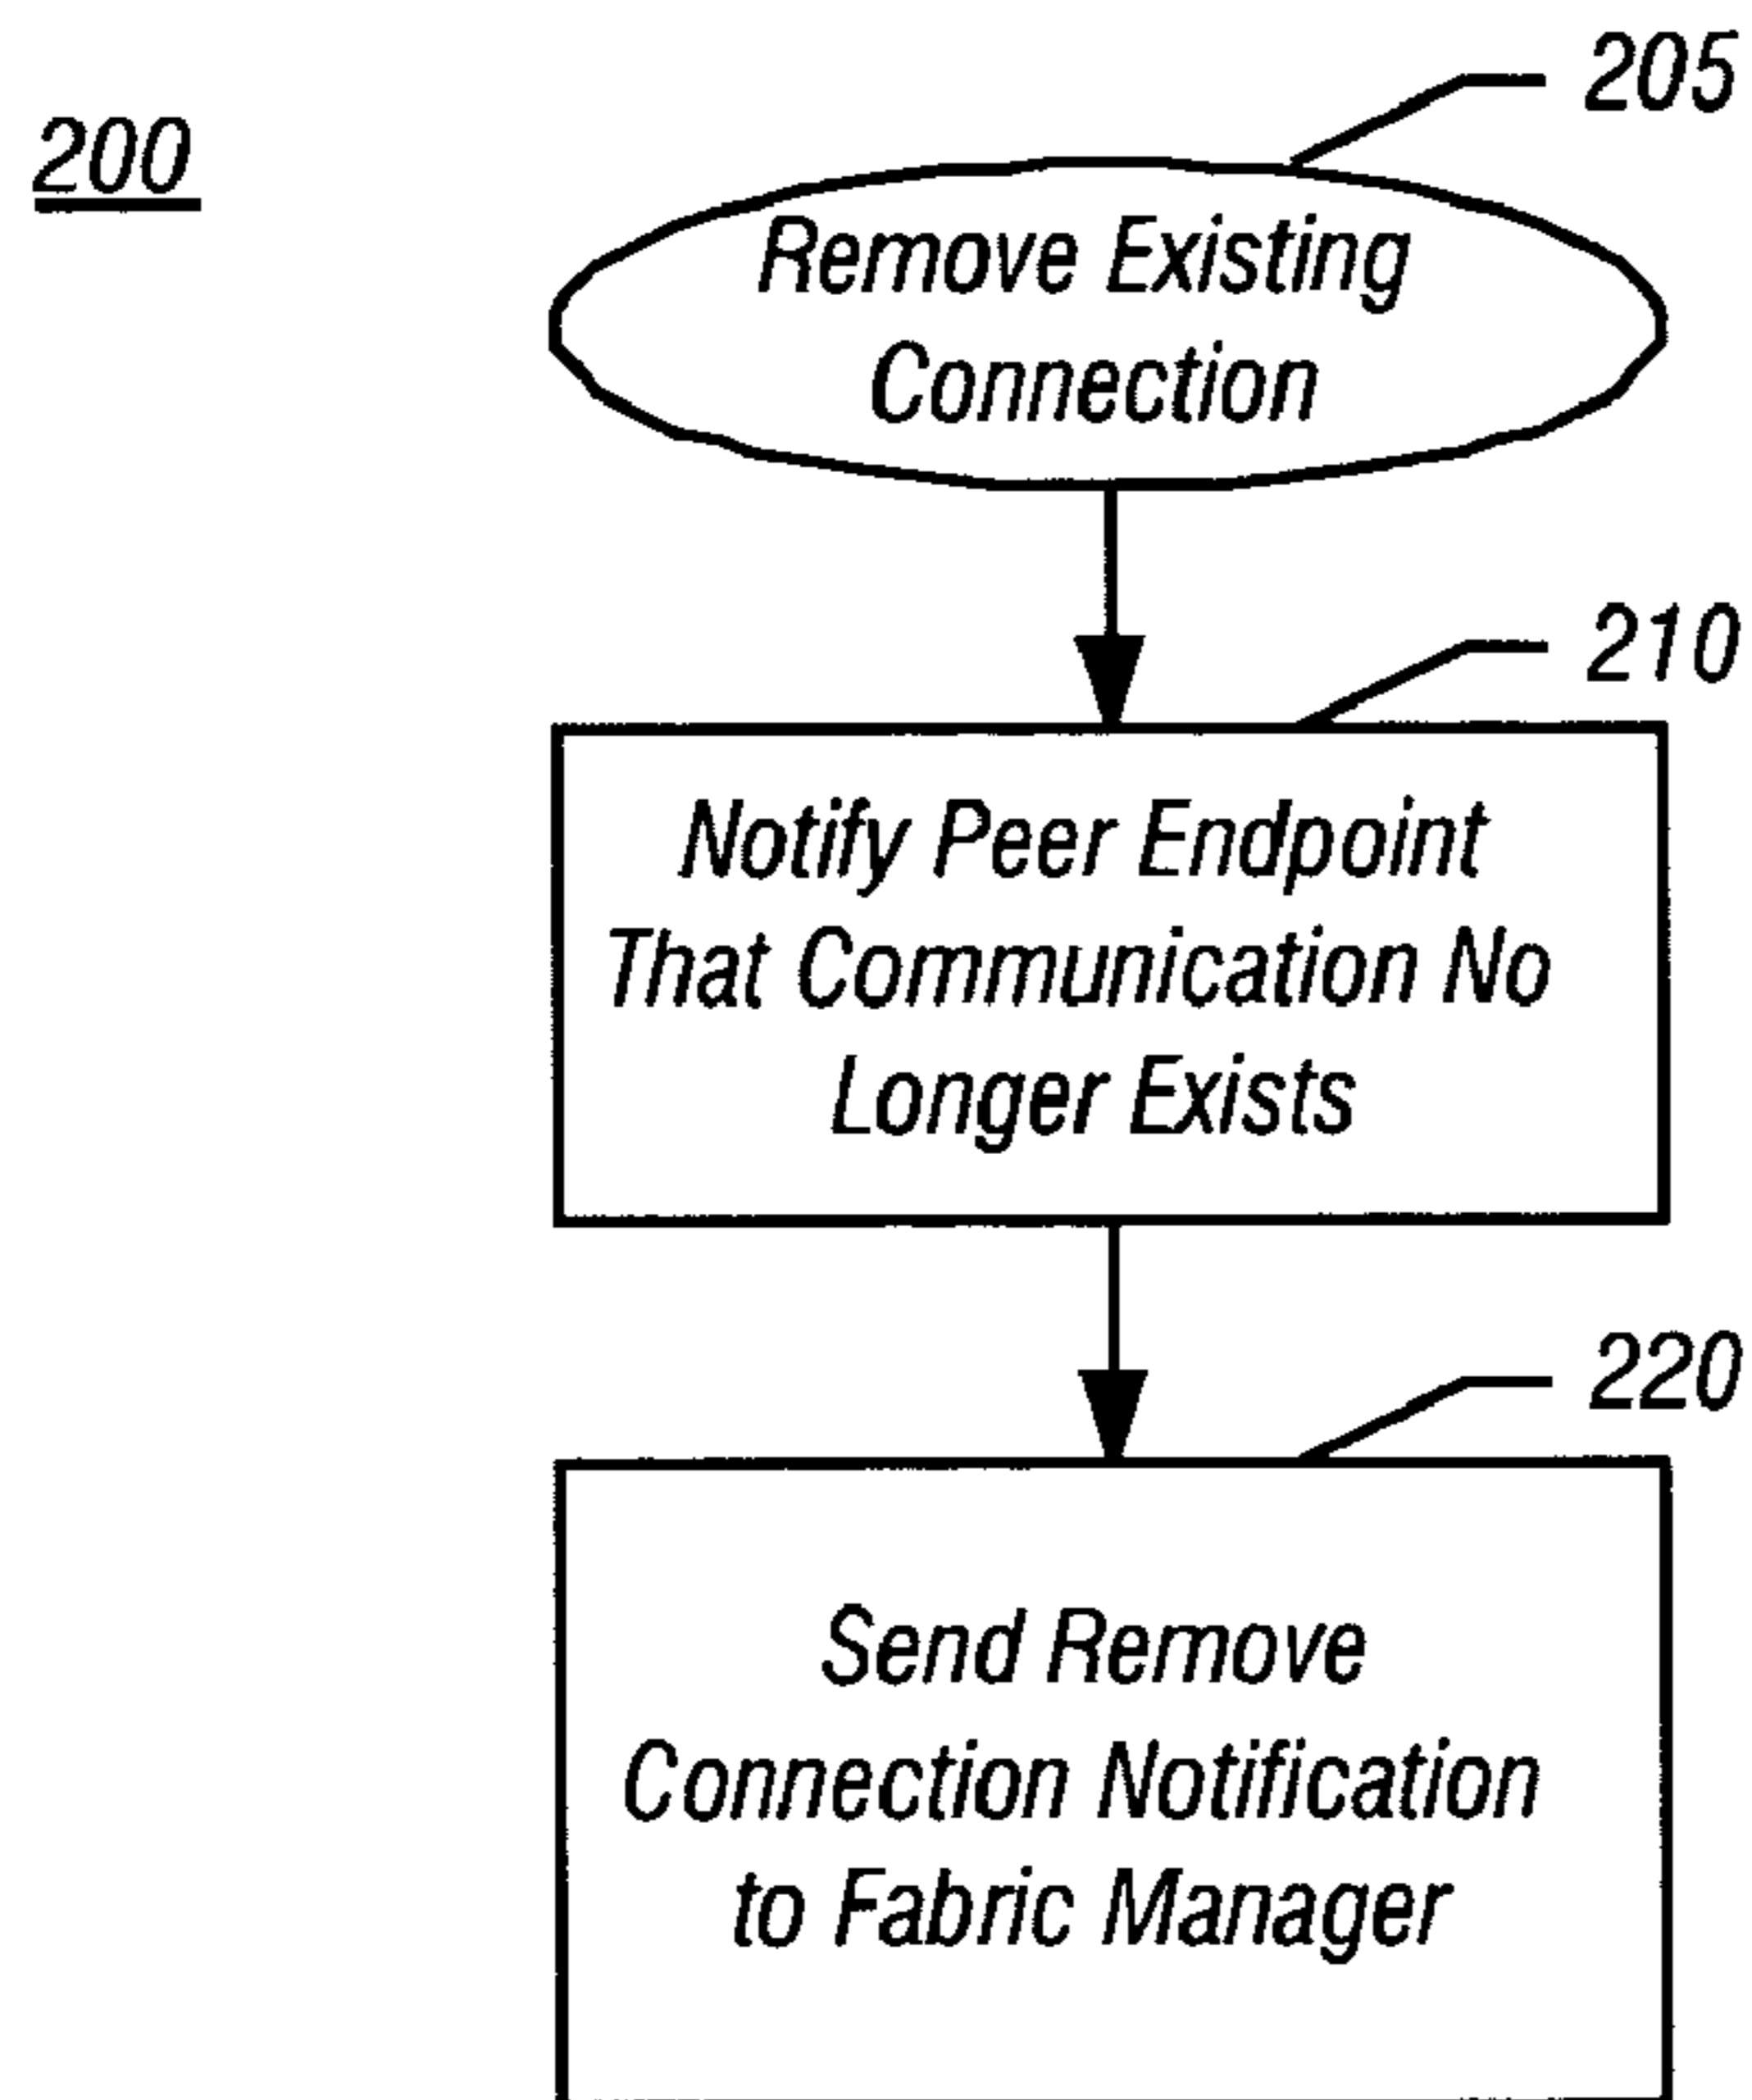 200
205
Remove Existing
Connection
210
Notify Peer Endpoint
That Communication No
Longer Exists
220
Send Remove
Connection Notification
to Fabric Manager